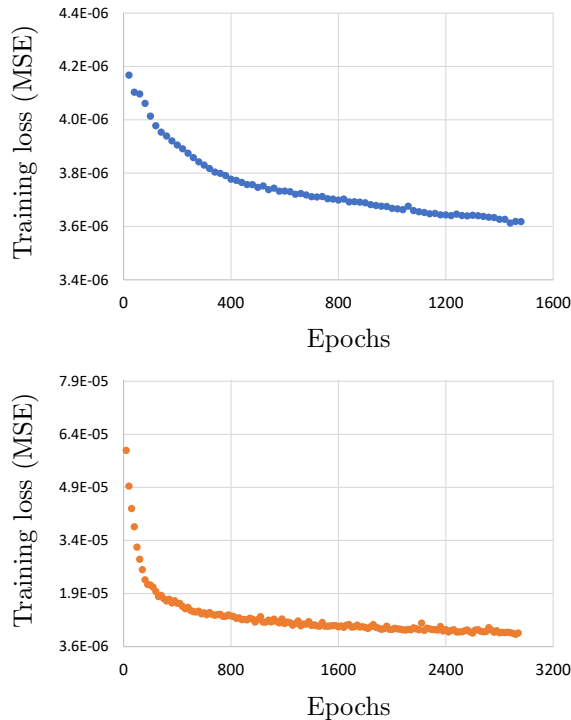 Training loss (MSE)
4.4E-06
4.2E-06
4.0E-06
3.8E-06
3.6E-06
3.4E-06
0 400 800 1200 1600
Epochs
Training loss (MSE)
7.9E-05
6.4E-05
4.9E-05
3.4E-05
1.9E-05
3.6E-06
0 800 1600 2400 3200
Epochs